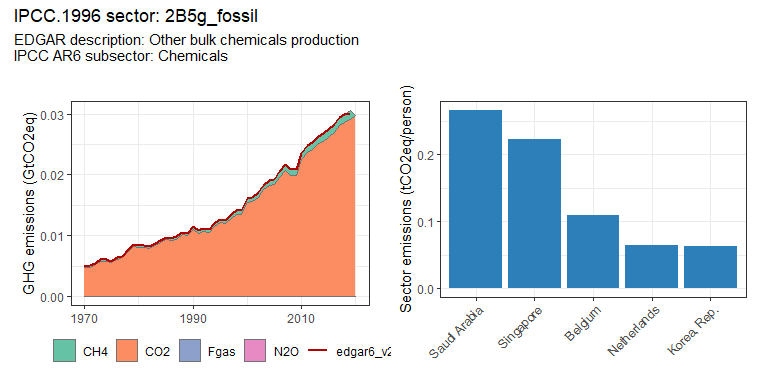 IPCC.1996 sector: 2B5g_fossil
EDGAR description: Other bulk chemicals production
IPCC AR6 subsector: Chemicals
GHG emissions (GtCO2eq)
0.03
0.02
0.01
0.00
1970
1990
2010
CH4
CO2
Fgas
N2O
edgar6_v2
Sector emissions (tCO2eq/person)
0.2
0.1
0.0
Saudi Arabia
Singapore
Belgium
Netherlands
Korea, Rep.